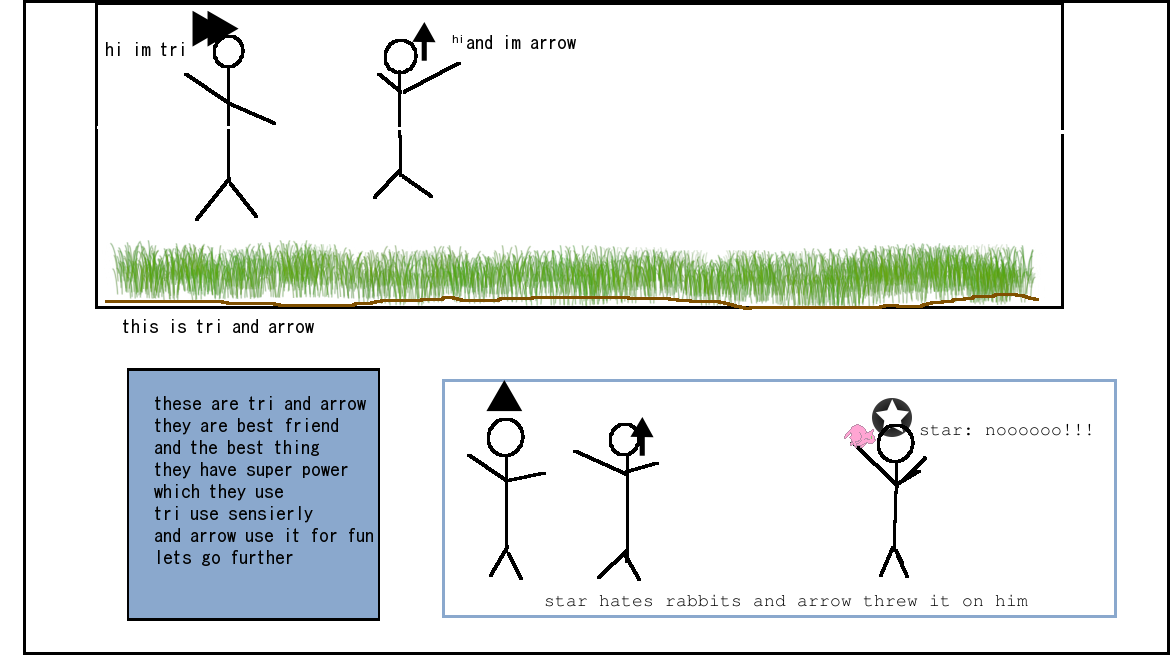 hi im tri
hi and im arrow
this is tri and arrow
these are tri and arrow
they are best friend
and the best thing
they have super power
which they use
tri use sensierly
and arrow use it for fun
lets go further
star: noooooo!!!
star hates rabbits and arrow threw it on him